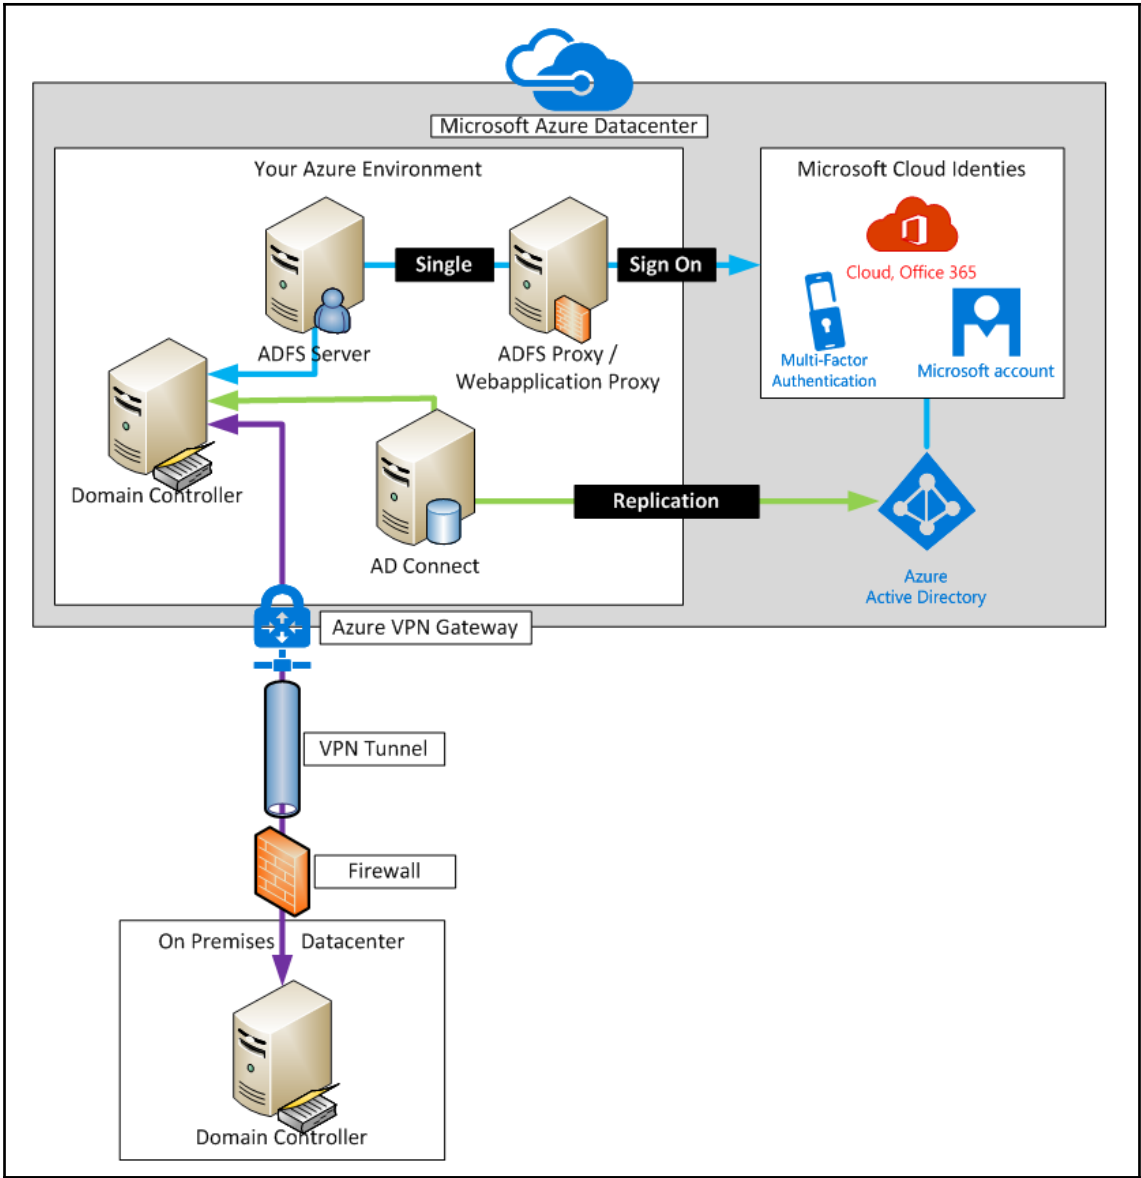 Microsoft Azure Datacenter
Your Azure Environment
Microsoft Cloud Identies
Single
Sign On
Cloud, Office 365
ADFS Server
ADFS Proxy /
Webapplication Proxy
Multi-Factor
Authentication
Microsoft account
Domain Controller
Replication
AD Connect
Azure
Active Directory
Azure VPN Gateway
VPN Tunnel
Firewall
On Premises Datacenter
Domain Controller